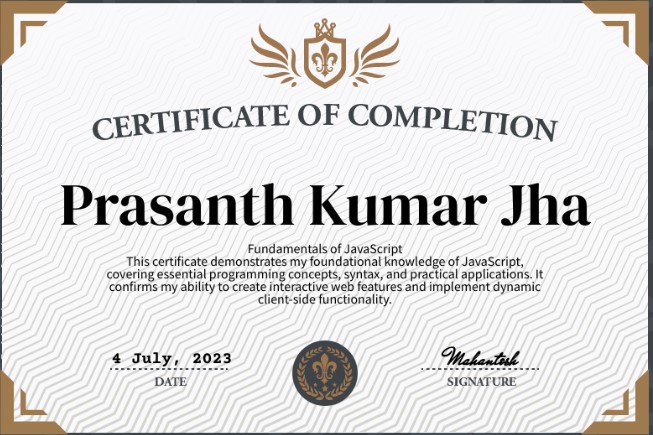 CERTIFICATE OF COMPLETION
Prasanth Kumar Jha
Fundamentals of JavaScript
This certificate demonstrates my foundational knowledge of JavaScript,
covering essential programming concepts, syntax, and practical applications. It
confirms my ability to create interactive web features and implement dynamic
client-side functionality.
4 July, 2023
Mahantesh
DATE
SIGNATURE